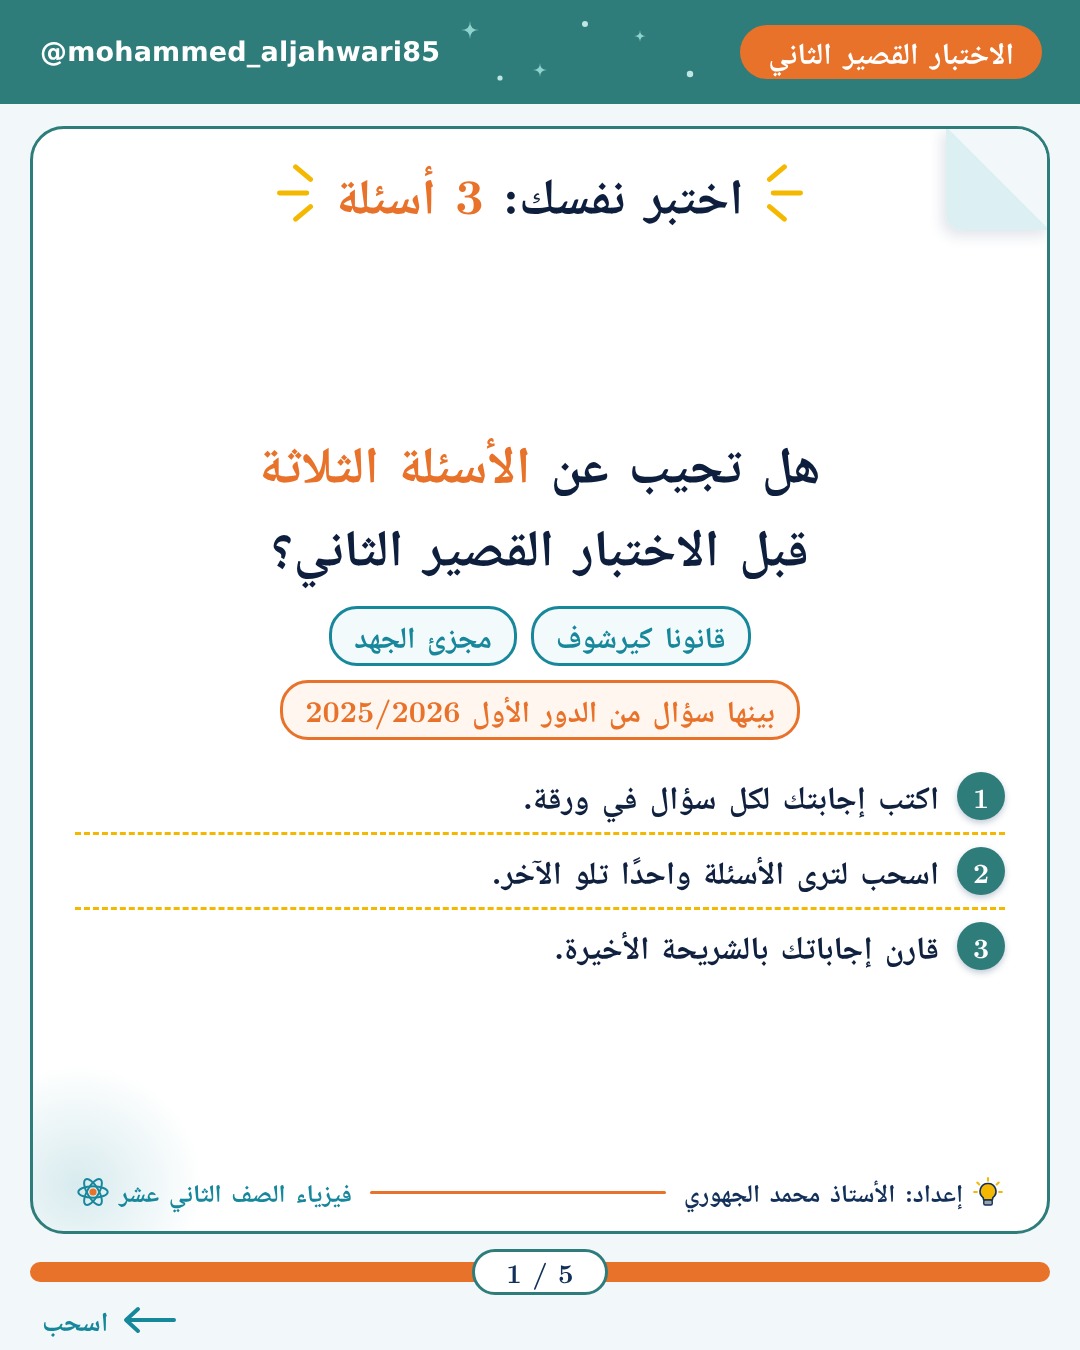 الاختبار القصير الثاني
@mohammed_aljahwari85
اختبر نفسك: 3 أسئلة
هل تجيب عن الأسئلة الثلاثة
قبل الاختبار القصير الثاني؟
قانونا كيرشوف
مجزئ الجهد
بينها سؤال من الدور الأول 2025/2026
1 اكتب إجابتك لكل سؤال في ورقة.
2 اسحب لترى الأسئلة واحدًا تلو الآخر.
3 قارن إجاباتك بالشريحة الأخيرة.
إعداد: الأستاذ محمد الجهوري
فيزياء الصف الثاني عشر
1 / 5
اسحب